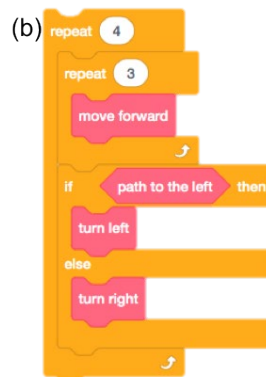 (b) repeat 4
repeat 3
move forward
if path to the left then
turn left
else
turn right